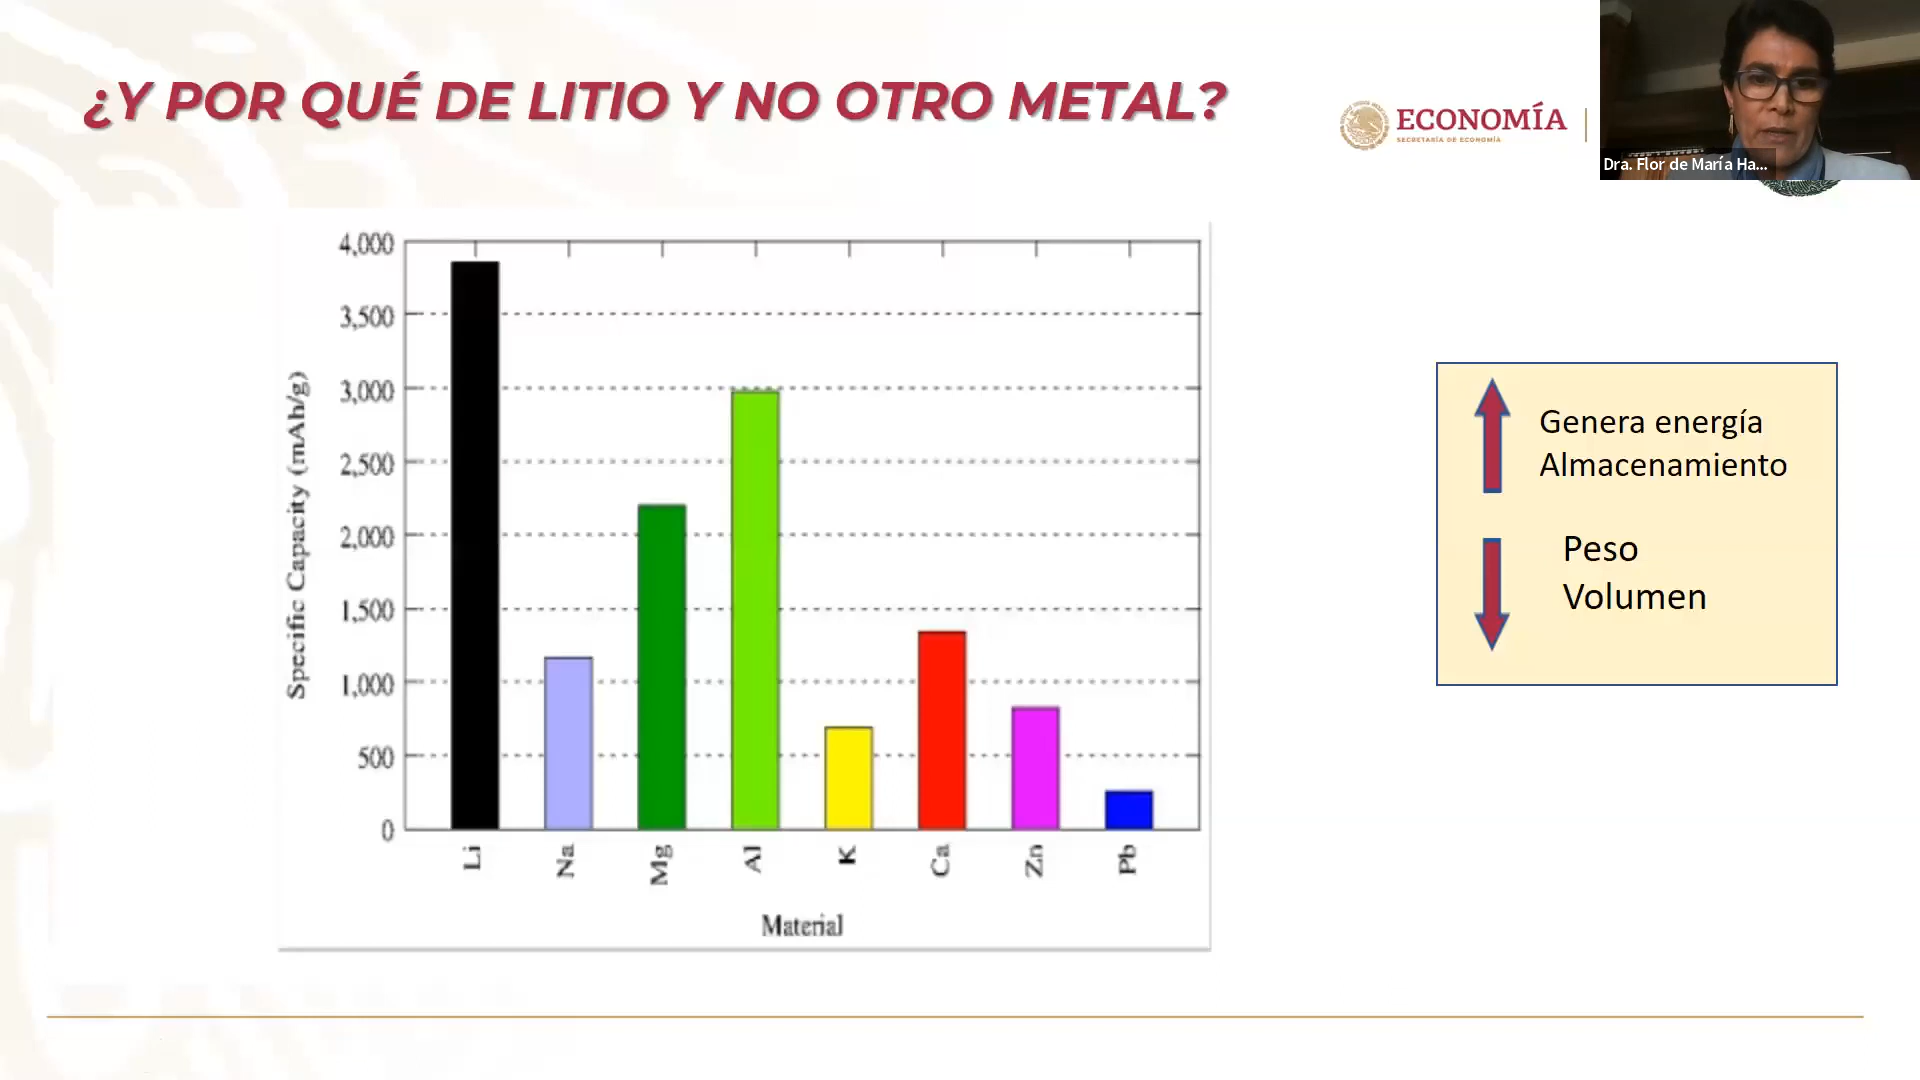 ¿Y POR QUÉ DE LITIO Y NO OTRO METAL?
ECONOMÍA
SECRETARÍA DE ECONOMÍA
Dra. Flor de María Ha...
4,000
3,500
3,000
2,500
2,000
1,500
1,000
500
0
Specific Capacity (mAh/g)
Li
Na
Mg
Al
K
Ca
Zn
Pb
Material
Genera energía
Almacenamiento
Peso
Volumen